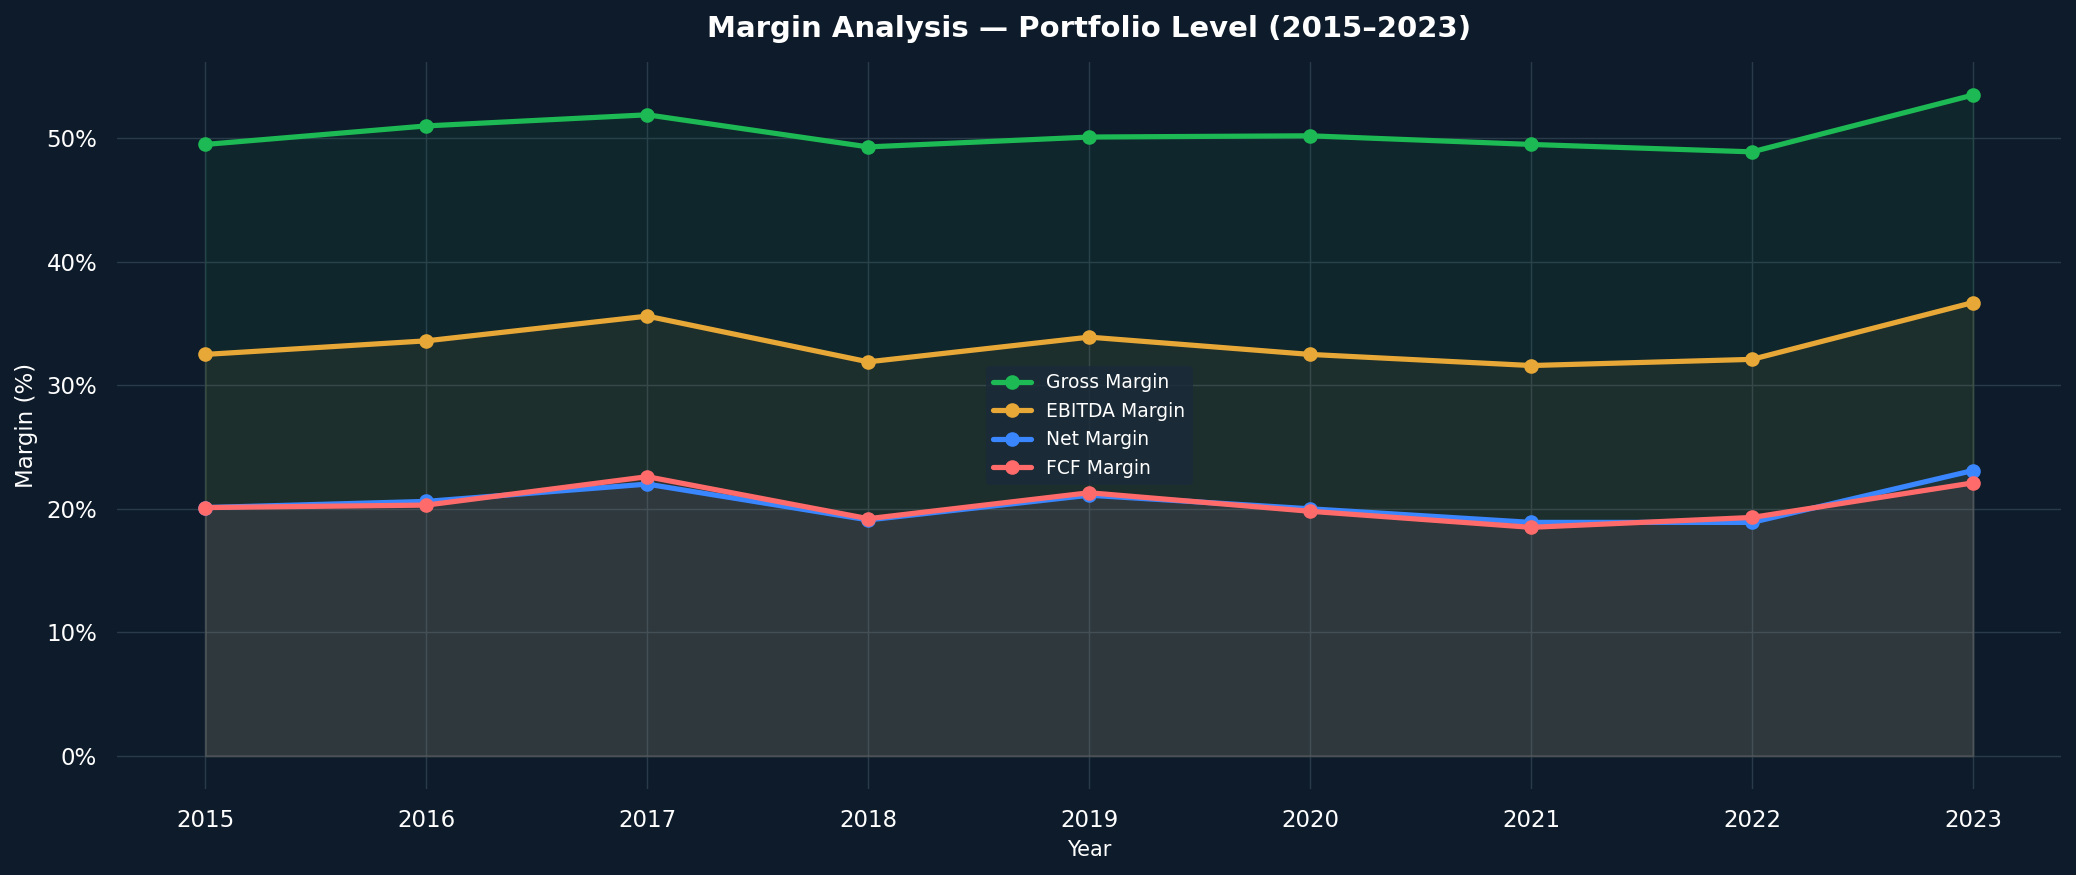 Margin Analysis — Portfolio Level (2015–2023)
Margin (%)
50%
40%
30%
20%
10%
0%
Gross Margin
EBITDA Margin
Net Margin
FCF Margin
2015 2016 2017 2018 2019 2020 2021 2022 2023
Year